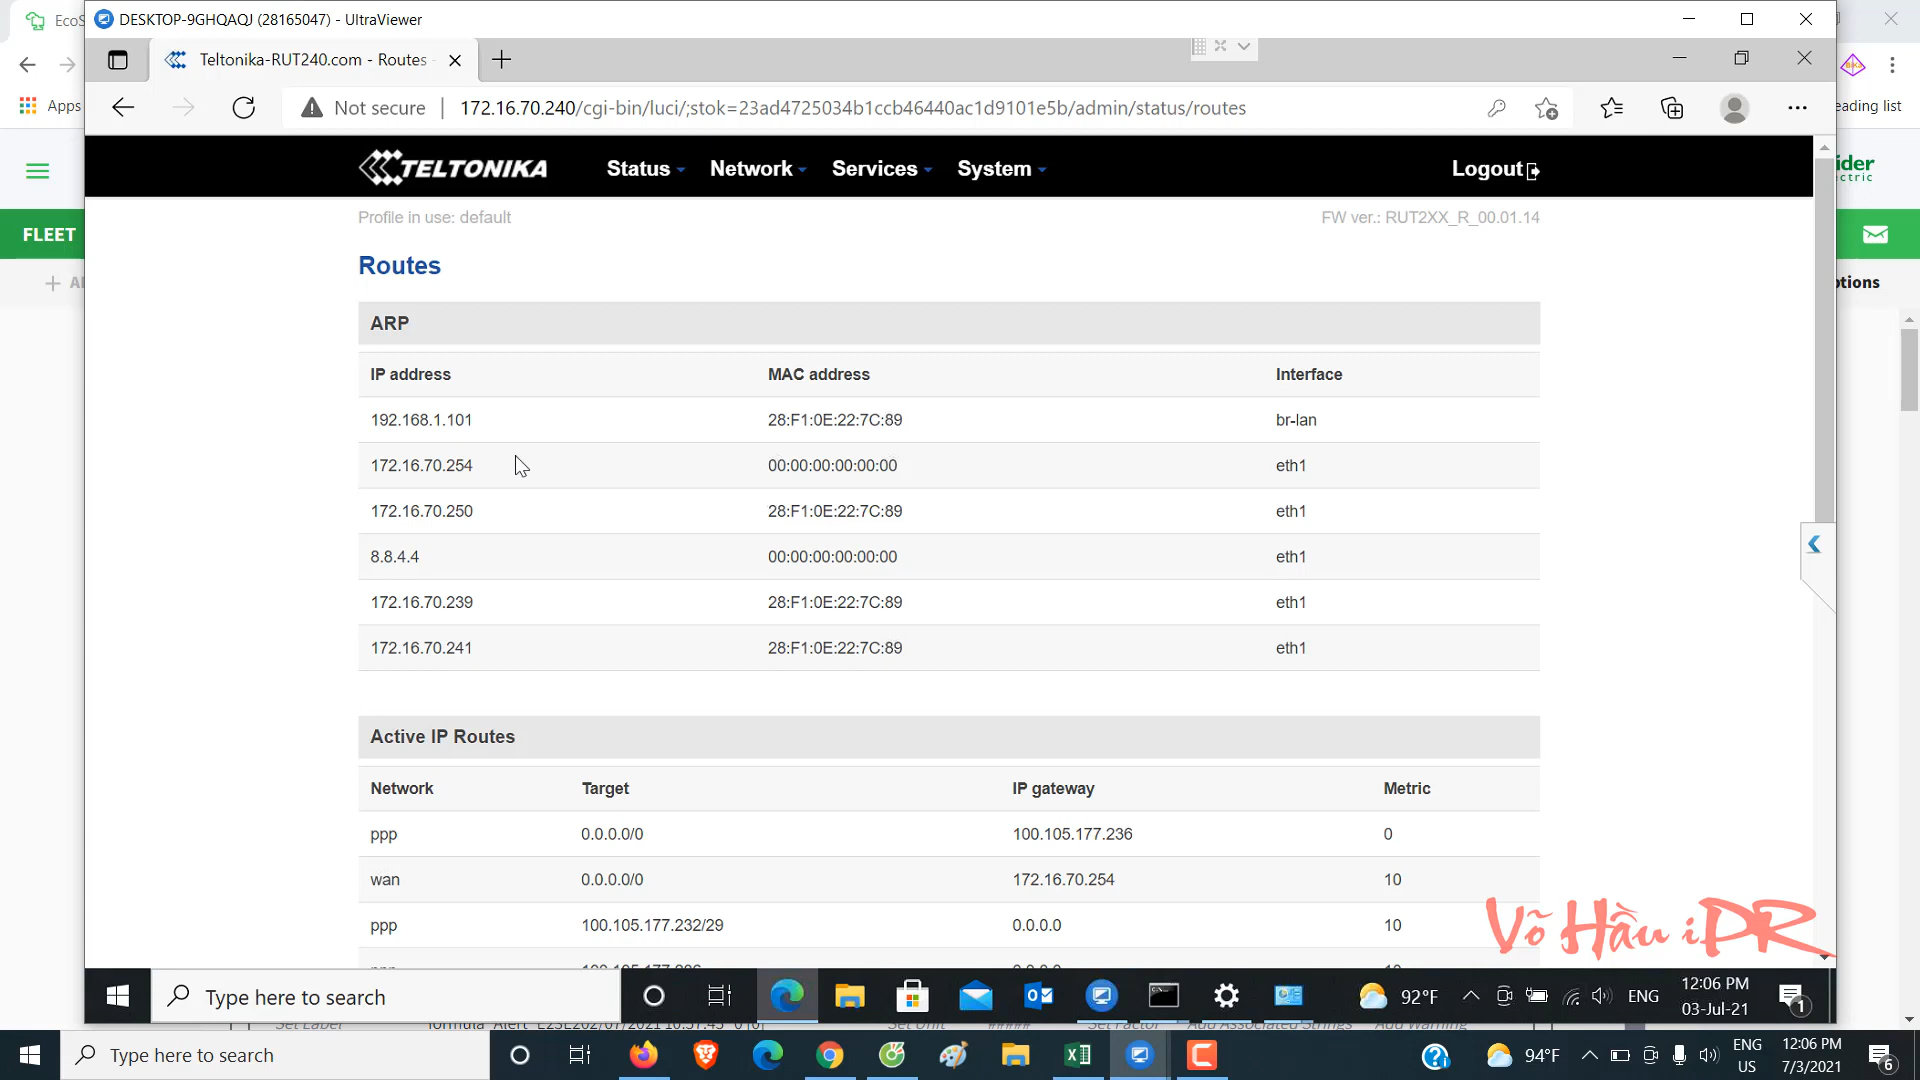 EcoS
DESKTOP-9GHQAQJ (28165047) - UltraViewer
Teltonika-RUT240.com - Routes
Not secure
172.16.70.240/cgi-bin/luci/;stok=23ad4725034b1ccb46440ac1d9101e5b/admin/status/routes
Apps
eading list
TELTONIKA
Status
Network
Services
System
Logout
ider
ctric
Profile in use: default
FW ver.: RUT2XX_R_00.01.14
FLEET
Routes
ptions
ARP
IP address MAC address Interface
192.168.1.101 28:F1:0E:22:7C:89 br-lan
172.16.70.254 00:00:00:00:00:00 eth1
172.16.70.250 28:F1:0E:22:7C:89 eth1
8.8.4.4 00:00:00:00:00:00 eth1
172.16.70.239 28:F1:0E:22:7C:89 eth1
172.16.70.241 28:F1:0E:22:7C:89 eth1
Active IP Routes
Network Target IP gateway Metric
ppp 0.0.0.0/0 100.105.177.236 0
wan 0.0.0.0/0 172.16.70.254 10
ppp 100.105.177.232/29 0.0.0.0 10
Võ Hầu iDR
Type here to search
92°F
ENG
12:06 PM
03-Jul-21
1
Type here to search
94°F
ENG
US
12:06 PM
7/3/2021
6